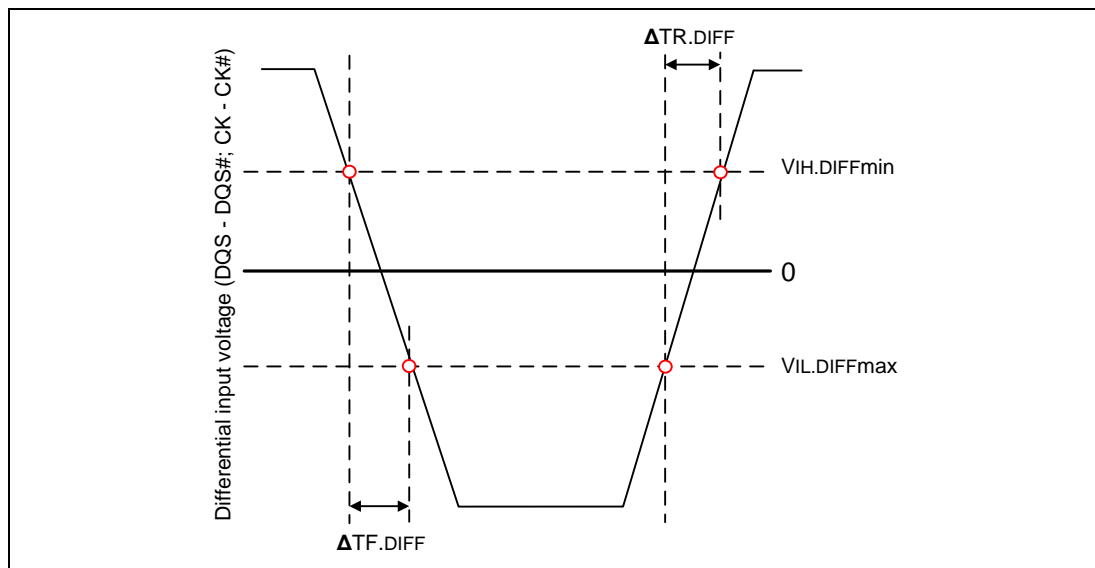 ΔTR.DIFF
Differential input voltage (DQS - DQS#; CK - CK#)
VIH.DIFFmin
0
VIL.DIFFmax
ΔTF.DIFF